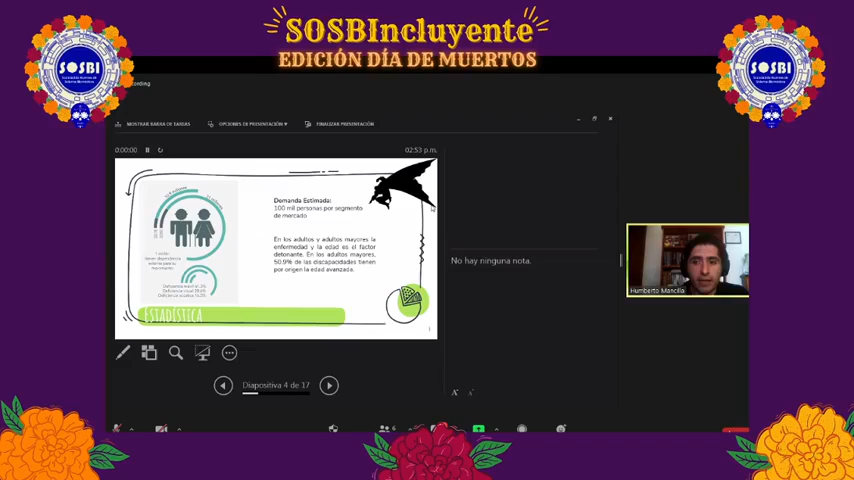 SOSBIncluyente
EDICIÓN DÍA DE MUERTOS
SOSBI
SOSBI
MOSTRAR BARRA DE TAREAS
OPCIONES DE PRESENTACIÓN
FINALIZAR PRESENTACIÓN
0:00:00
02:53 p.m.
Demanda Estimada:
100 mil personas por segmento
de mercado
En los adultos y adultos mayores la
enfermedad y la edad es el factor
detonante. En los adultos mayores,
50.9% de las discapacidades tienen
por origen la edad avanzada.
Estadística
No hay ninguna nota.
Humberto Mancilla
Diapositiva 4 de 17